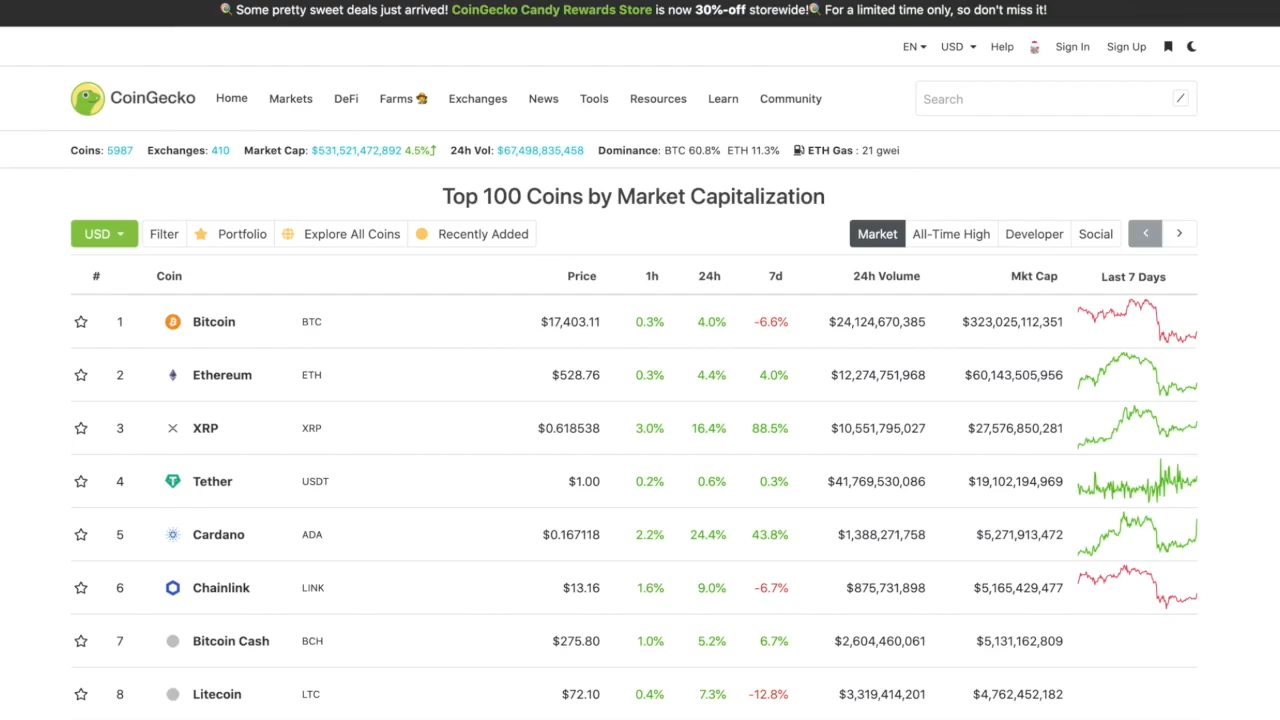 Some pretty sweet deals just arrived! CoinGecko Candy Rewards Store is now 30%-off storewide! For a limited time only, so don't miss it!
EN USD Help Sign In Sign Up
CoinGecko Home Markets DeFi Farms Exchanges News Tools Resources Learn Community Search /
Coins: 5987 Exchanges: 410 Market Cap: $531,521,472,892 4.5% 24h Vol: $67,498,835,458 Dominance: BTC 60.8% ETH 11.3% ETH Gas : 21 gwei
Top 100 Coins by Market Capitalization
USD Filter Portfolio Explore All Coins Recently Added Market All-Time High Developer Social < >
# Coin Price 1h 24h 7d 24h Volume Mkt Cap Last 7 Days
1 Bitcoin BTC $17,403.11 0.3% 4.0% -6.6% $24,124,670,385 $323,025,112,351
2 Ethereum ETH $528.76 0.3% 4.4% 4.0% $12,274,751,968 $60,143,505,956
3 XRP XRP $0.618538 3.0% 16.4% 88.5% $10,551,795,027 $27,576,850,281
4 Tether USDT $1.00 0.2% 0.6% 0.3% $41,769,530,086 $19,102,194,969
5 Cardano ADA $0.167118 2.2% 24.4% 43.8% $1,388,271,758 $5,271,913,472
6 Chainlink LINK $13.16 1.6% 9.0% -6.7% $875,731,898 $5,165,429,477
7 Bitcoin Cash BCH $275.80 1.0% 5.2% 6.7% $2,604,460,061 $5,131,162,809
8 Litecoin LTC $72.10 0.4% 7.3% -12.8% $3,319,414,201 $4,762,452,182